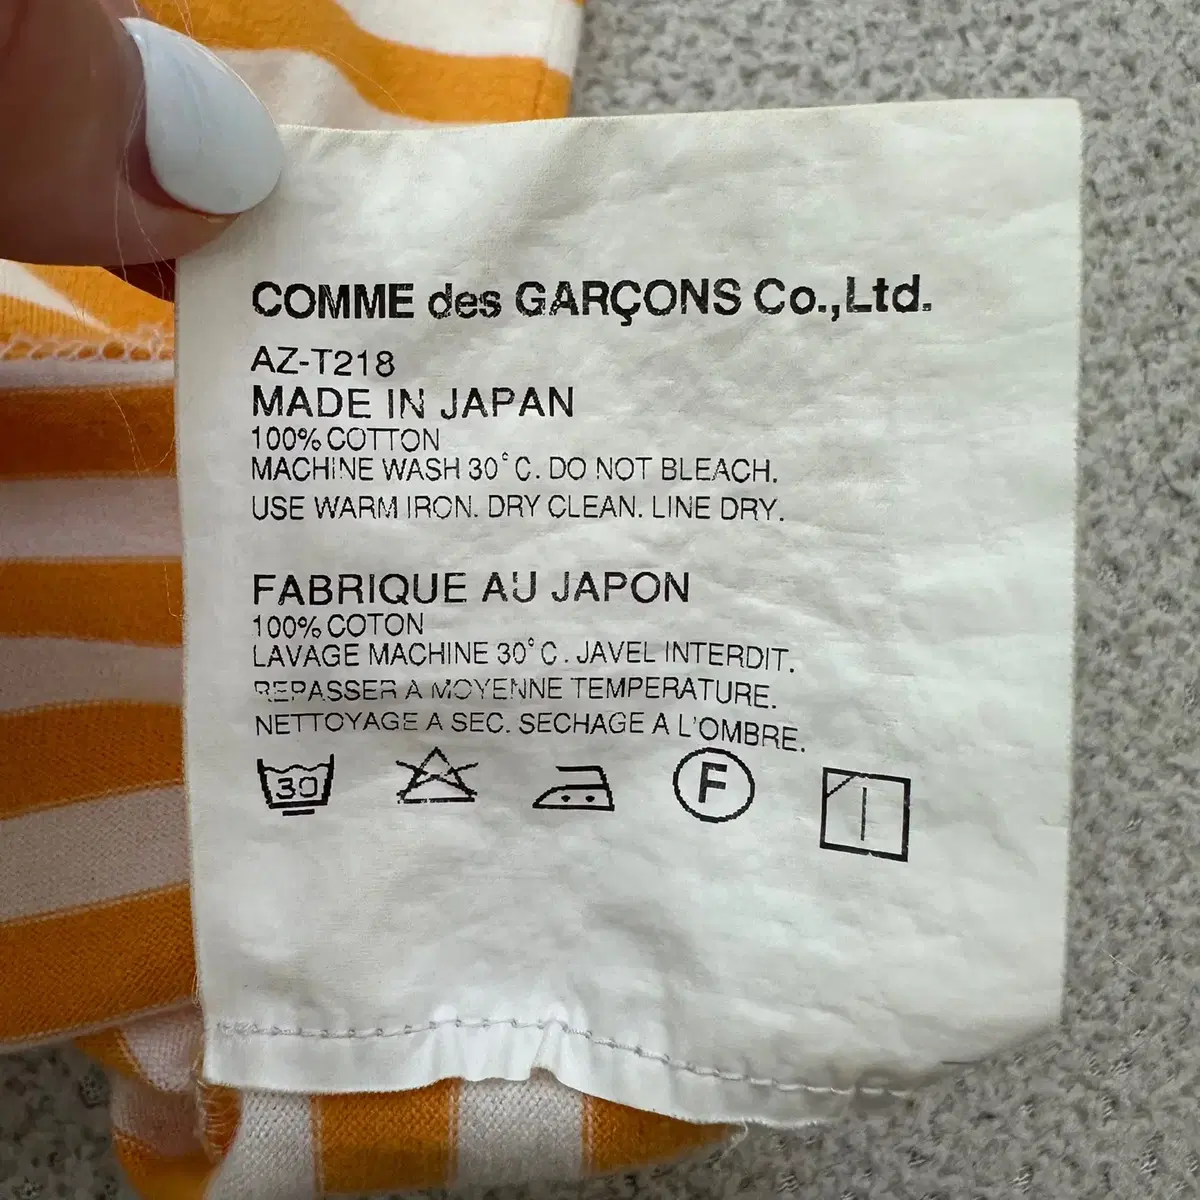 COMME des GARÇONS Co.,Ltd.
AZ-T218
MADE IN JAPAN
100% COTTON
MACHINE WASH 30°C. DO NOT BLEACH.
USE WARM IRON. DRY CLEAN. LINE DRY.
FABRIQUE AU JAPON
100% COTON
LAVAGE MACHINE 30°C. JAVEL INTERDIT.
REPASSER A MOYENNE TEMPERATURE.
NETTOYAGE A SEC. SECHAGE A L'OMBRE.
30 F